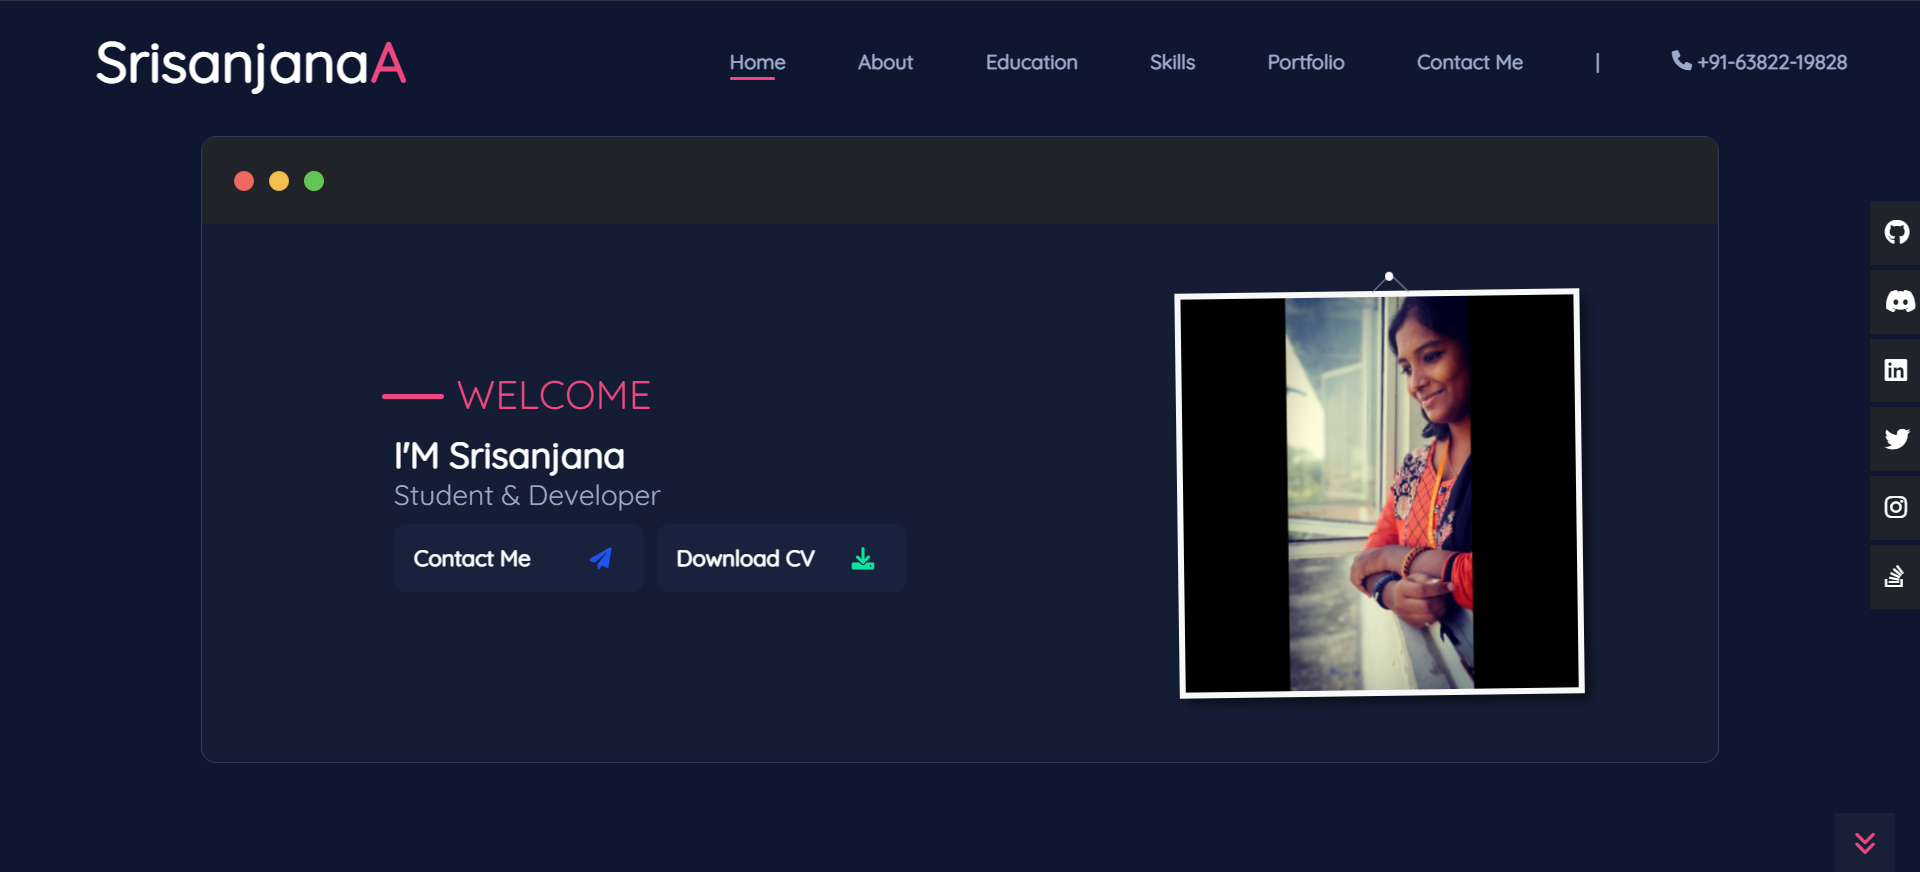 SrisanjanaA
Home About Education Skills Portfolio Contact Me | +91-63822-19828
WELCOME
I'M Srisanjana
Student & Developer
Contact Me Download CV